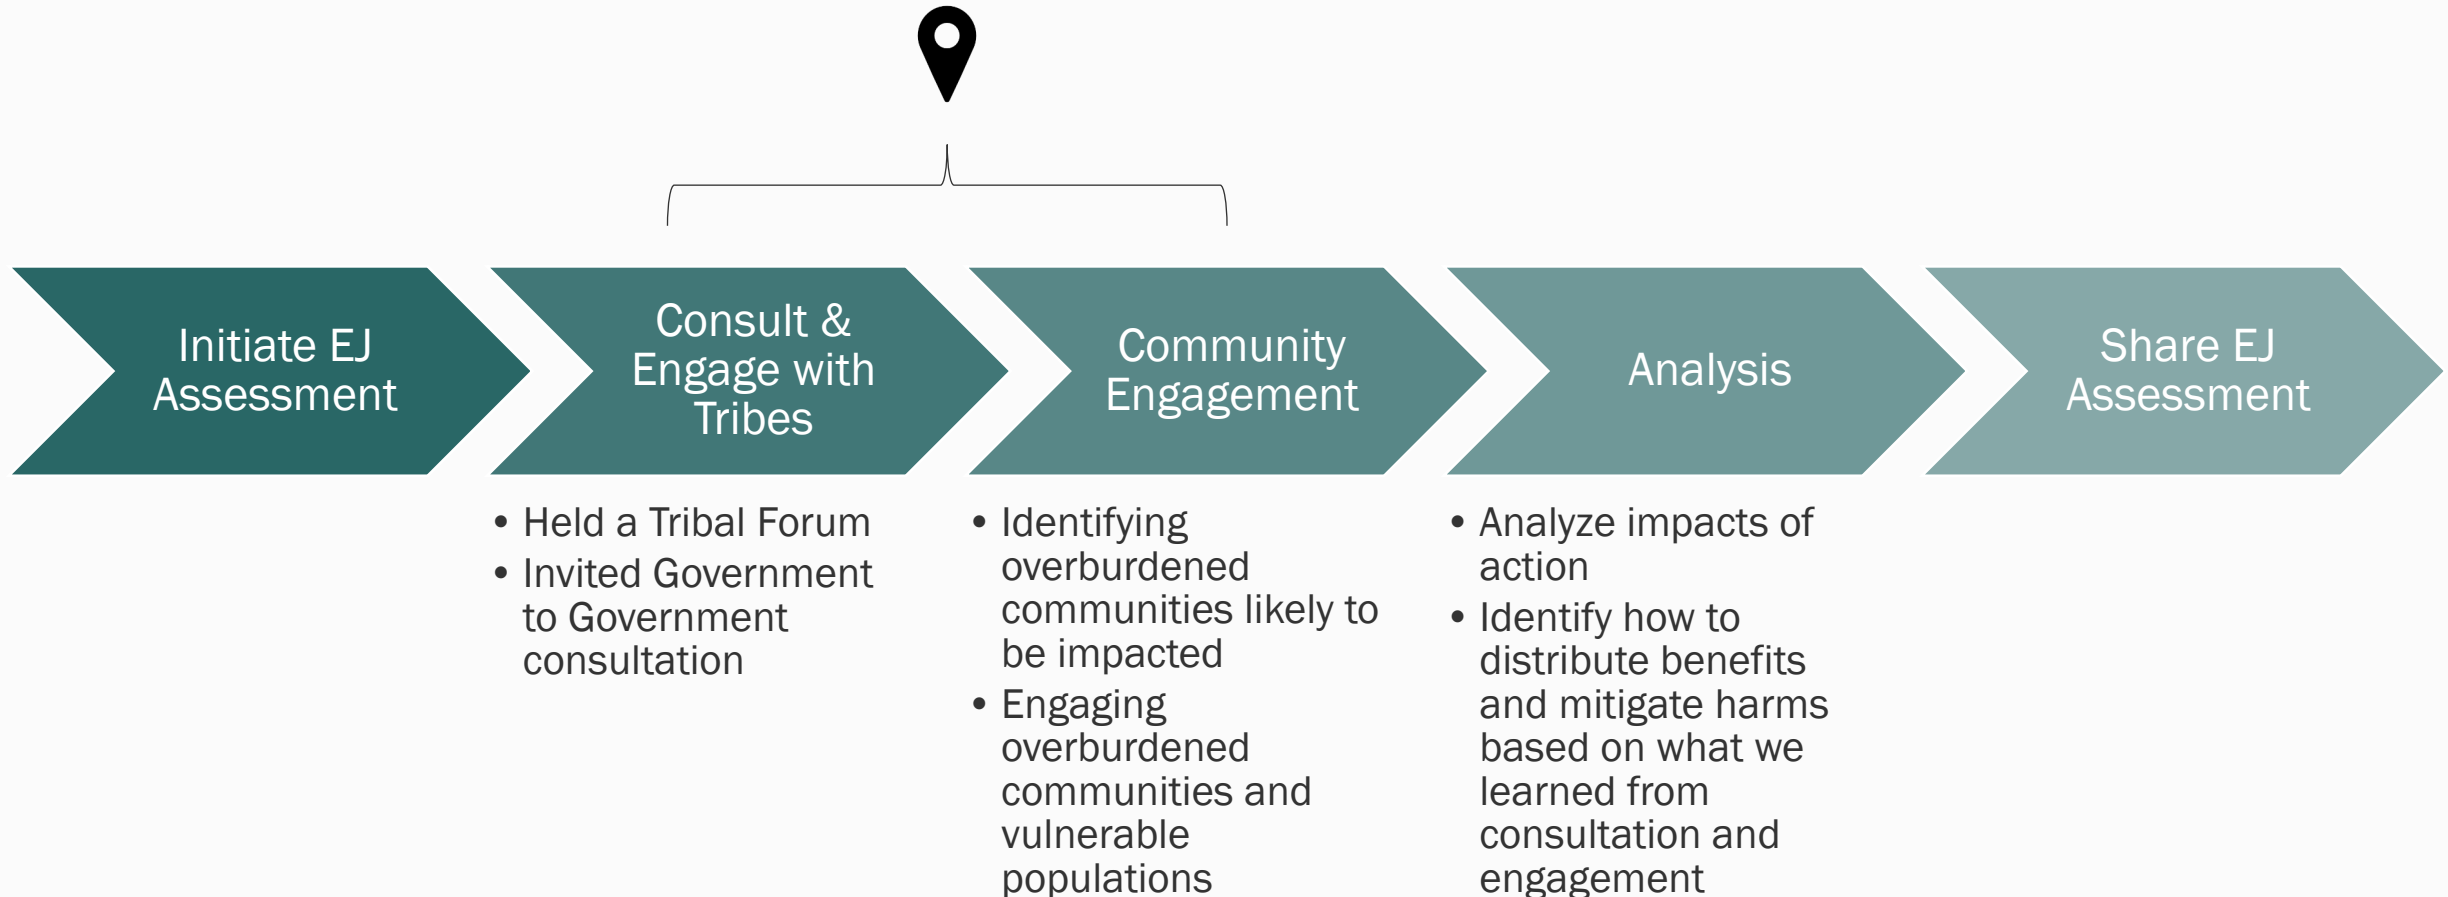 Initiate EJ
Assessment
Consult &
Engage with
Tribes
Community
Engagement
Analysis
Share EJ
Assessment
• Held a Tribal Forum
• Invited Government
to Government
consultation
• Identifying
overburdened
communities likely to
be impacted
• Engaging
overburdened
communities and
vulnerable
populations
• Analyze impacts of
action
• Identify how to
distribute benefits
and mitigate harms
based on what we
learned from
consultation and
engagement